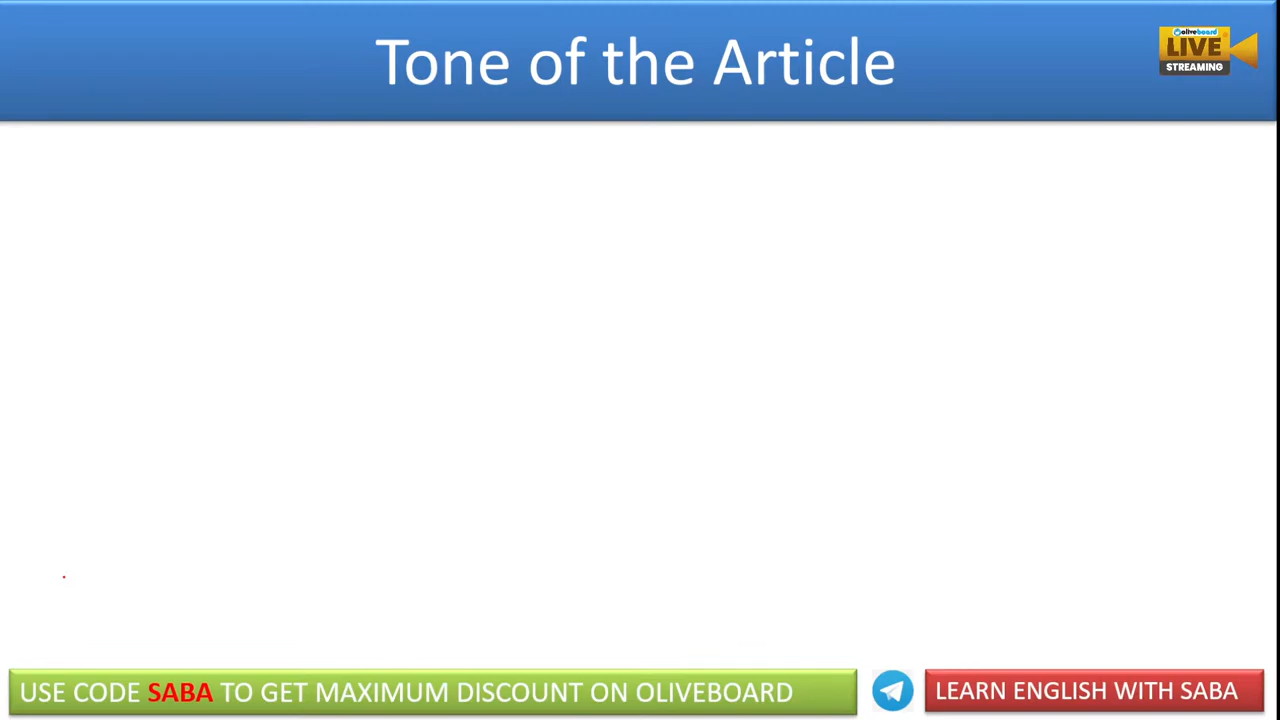 Tone of the Article
oliveboard
LIVE
STREAMING
USE CODE SABA TO GET MAXIMUM DISCOUNT ON OLIVEBOARD
LEARN ENGLISH WITH SABA